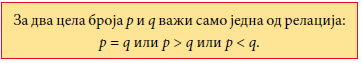 За два цела броја p и q важи само једна од релација:
p = q или p > q или p < q.